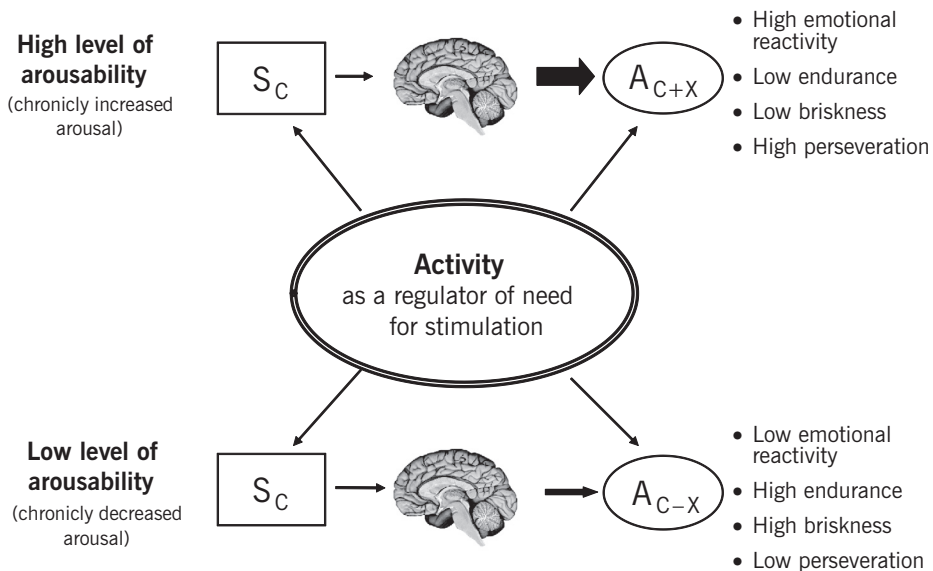 High level of
arousability
(chronicly increased
arousal)
S_C
A_{C+X}
• High emotional
reactivity
• Low endurance
• Low briskness
• High perseveration
Activity
as a regulator of need
for stimulation
Low level of
arousability
(chronicly decreased
arousal)
S_C
A_{C−X}
• Low emotional
reactivity
• High endurance
• High briskness
• Low perseveration